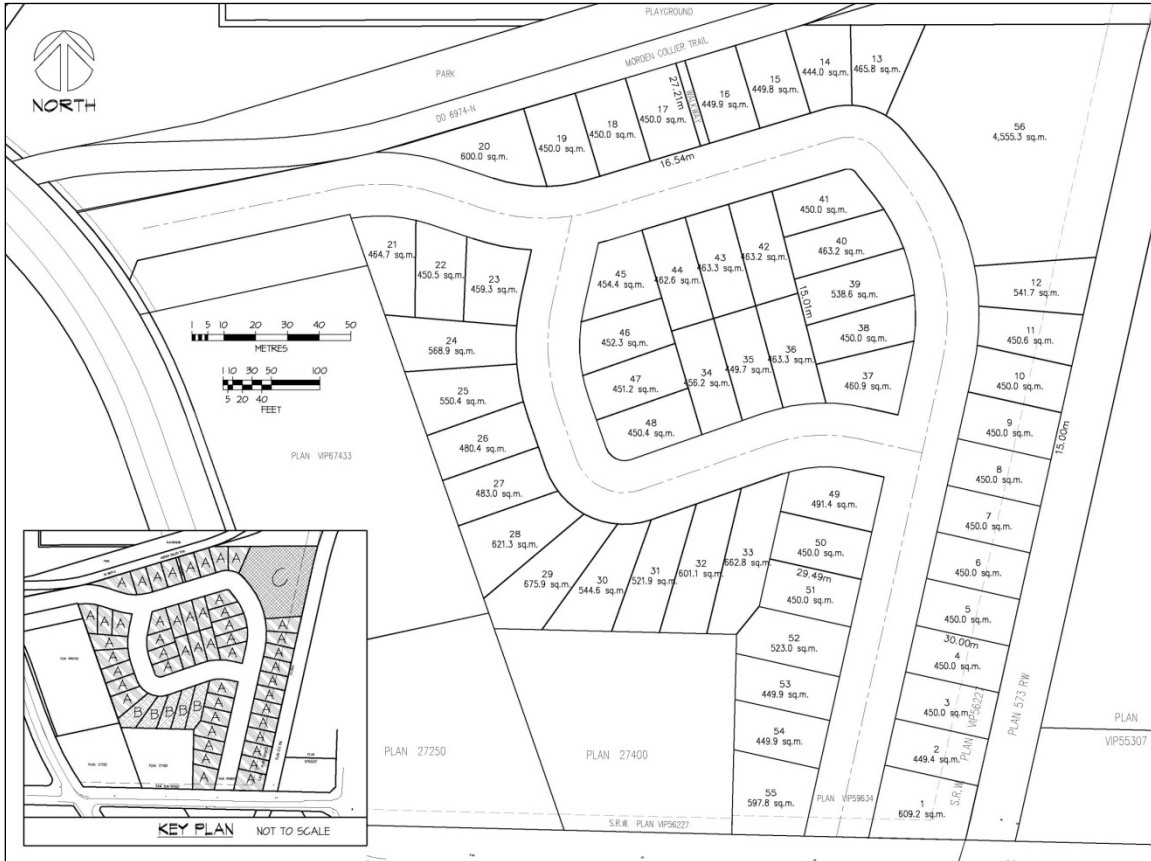 PLAYGROUND
MORDEN COLLIER TRAIL
PARK
DD 6974-N
NORTH
13
465.8 sq.m.
14
444.0 sq.m.
15
449.8 sq.m.
16
449.9 sq.m.
27.21m
WALKWAY
17
450.0 sq.m.
18
450.0 sq.m.
19
450.0 sq.m.
20
600.0 sq.m.
16.54m
56
4,555.3 sq.m.
21
464.7 sq.m.
22
450.5 sq.m.
23
459.3 sq.m.
24
568.9 sq.m.
25
550.4 sq.m.
26
480.4 sq.m.
27
483.0 sq.m.
28
621.3 sq.m.
29
675.9 sq.m.
30
544.6 sq.m.
31
521.9 sq.m.
32
601.1 sq.m.
33
662.8 sq.m.
41
450.0 sq.m.
40
463.2 sq.m.
39
538.6 sq.m.
38
450.0 sq.m.
37
460.9 sq.m.
15.01m
42
463.2 sq.m.
43
463.3 sq.m.
44
462.6 sq.m.
45
454.4 sq.m.
46
452.3 sq.m.
47
451.2 sq.m.
48
450.4 sq.m.
34
456.2 sq.m.
35
449.7 sq.m.
36
463.3 sq.m.
12
541.7 sq.m.
11
450.6 sq.m.
10
450.0 sq.m.
9
450.0 sq.m.
8
450.0 sq.m.
7
450.0 sq.m.
6
450.0 sq.m.
5
450.0 sq.m.
30.00m
4
450.0 sq.m.
3
450.0 sq.m.
2
449.4 sq.m.
1
609.2 sq.m.
15.00m
49
491.4 sq.m.
50
450.0 sq.m.
29.49m
51
450.0 sq.m.
52
523.0 sq.m.
53
449.9 sq.m.
54
449.9 sq.m.
55
597.8 sq.m.
1 5 10 20 30 40 50
METRES
1 10 30 50 100
5 20 40
FEET
PLAN VIP67433
PLAN 27250
PLAN 27400
S.R.W. PLAN VIP56227
PLAN VIP59634
S.R.W. PLAN VIP56227
PLAN 573 RW
PLAN
VIP55307
A A A A A A A A
C
A A A
A A A A A
A A A A A
A A A A A
B B B B B
KEY PLAN NOT TO SCALE